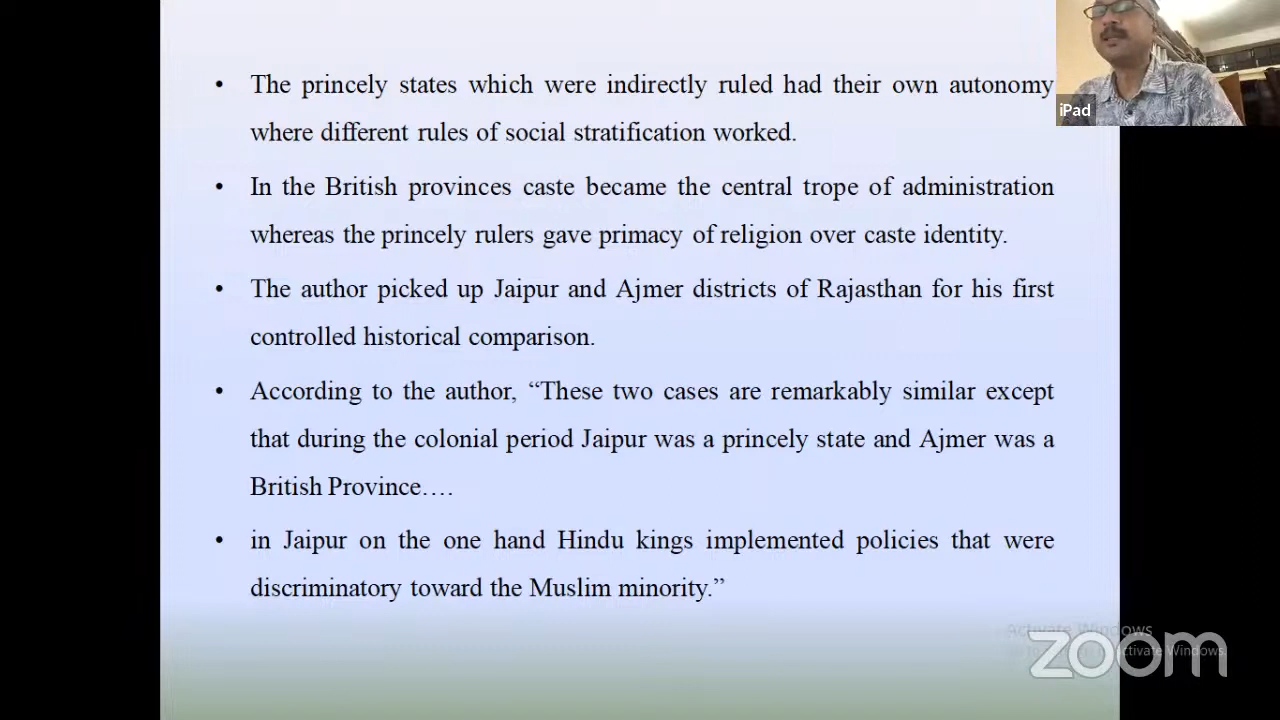 The princely states which were indirectly ruled had their own autonomy
where different rules of social stratification worked.
In the British provinces caste became the central trope of administration
whereas the princely rulers gave primacy of religion over caste identity.
The author picked up Jaipur and Ajmer districts of Rajasthan for his first
controlled historical comparison.
According to the author, “These two cases are remarkably similar except
that during the colonial period Jaipur was a princely state and Ajmer was a
British Province….
in Jaipur on the one hand Hindu kings implemented policies that were
discriminatory toward the Muslim minority.”
iPad
Activate Windows
Activate Windows.
zoom